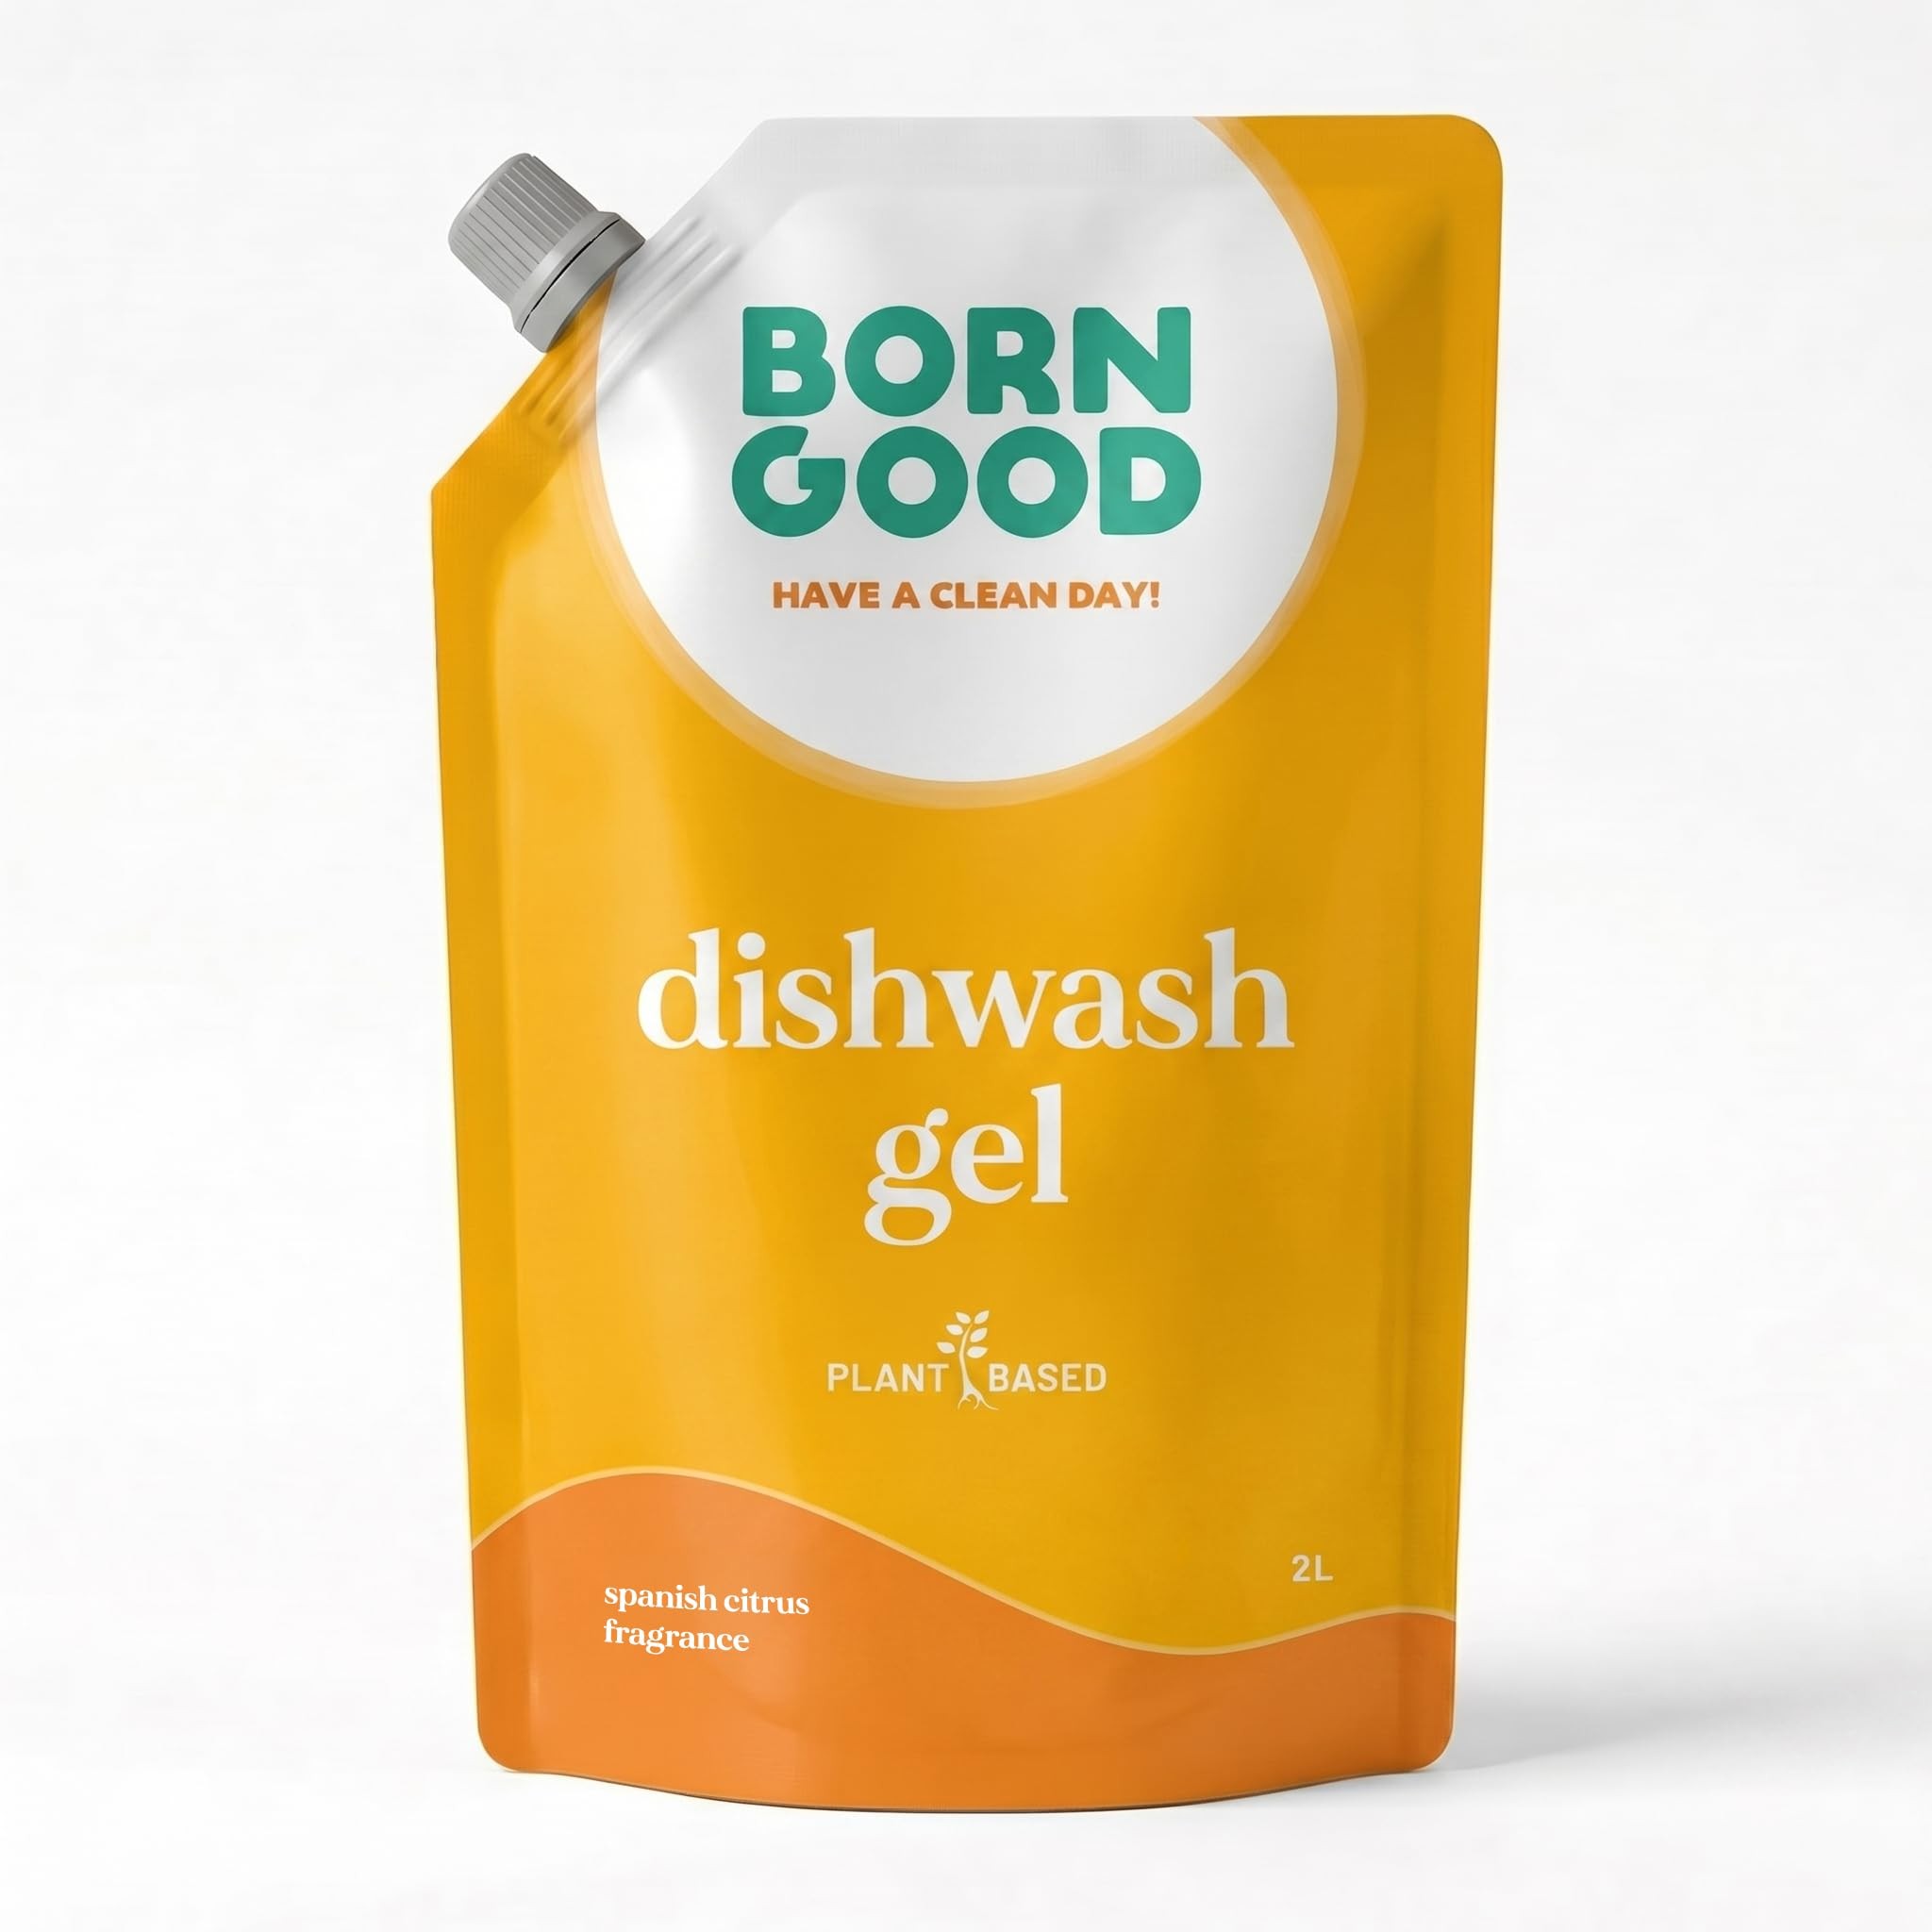 BORN
GOOD
HAVE A CLEAN DAY!
dishwash
gel
PLANT BASED
2L
spanish citrus
fragrance